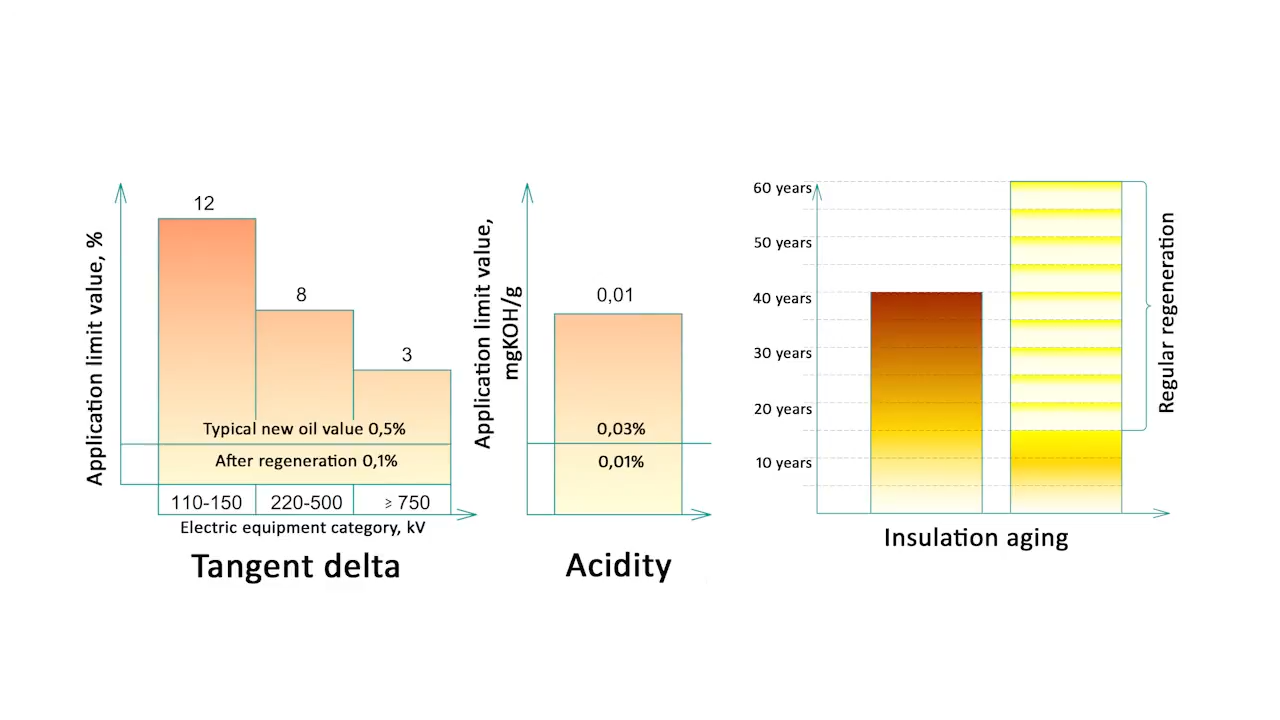 Application limit value, %
12
8
3
Typical new oil value 0,5%
After regeneration 0,1%
110-150
220-500
≥ 750
Electric equipment category, kV
Tangent delta
Application limit value,
mgKOH/g
0,01
0,03%
0,01%
Acidity
60 years
50 years
40 years
30 years
20 years
10 years
Regular regeneration
Insulation aging